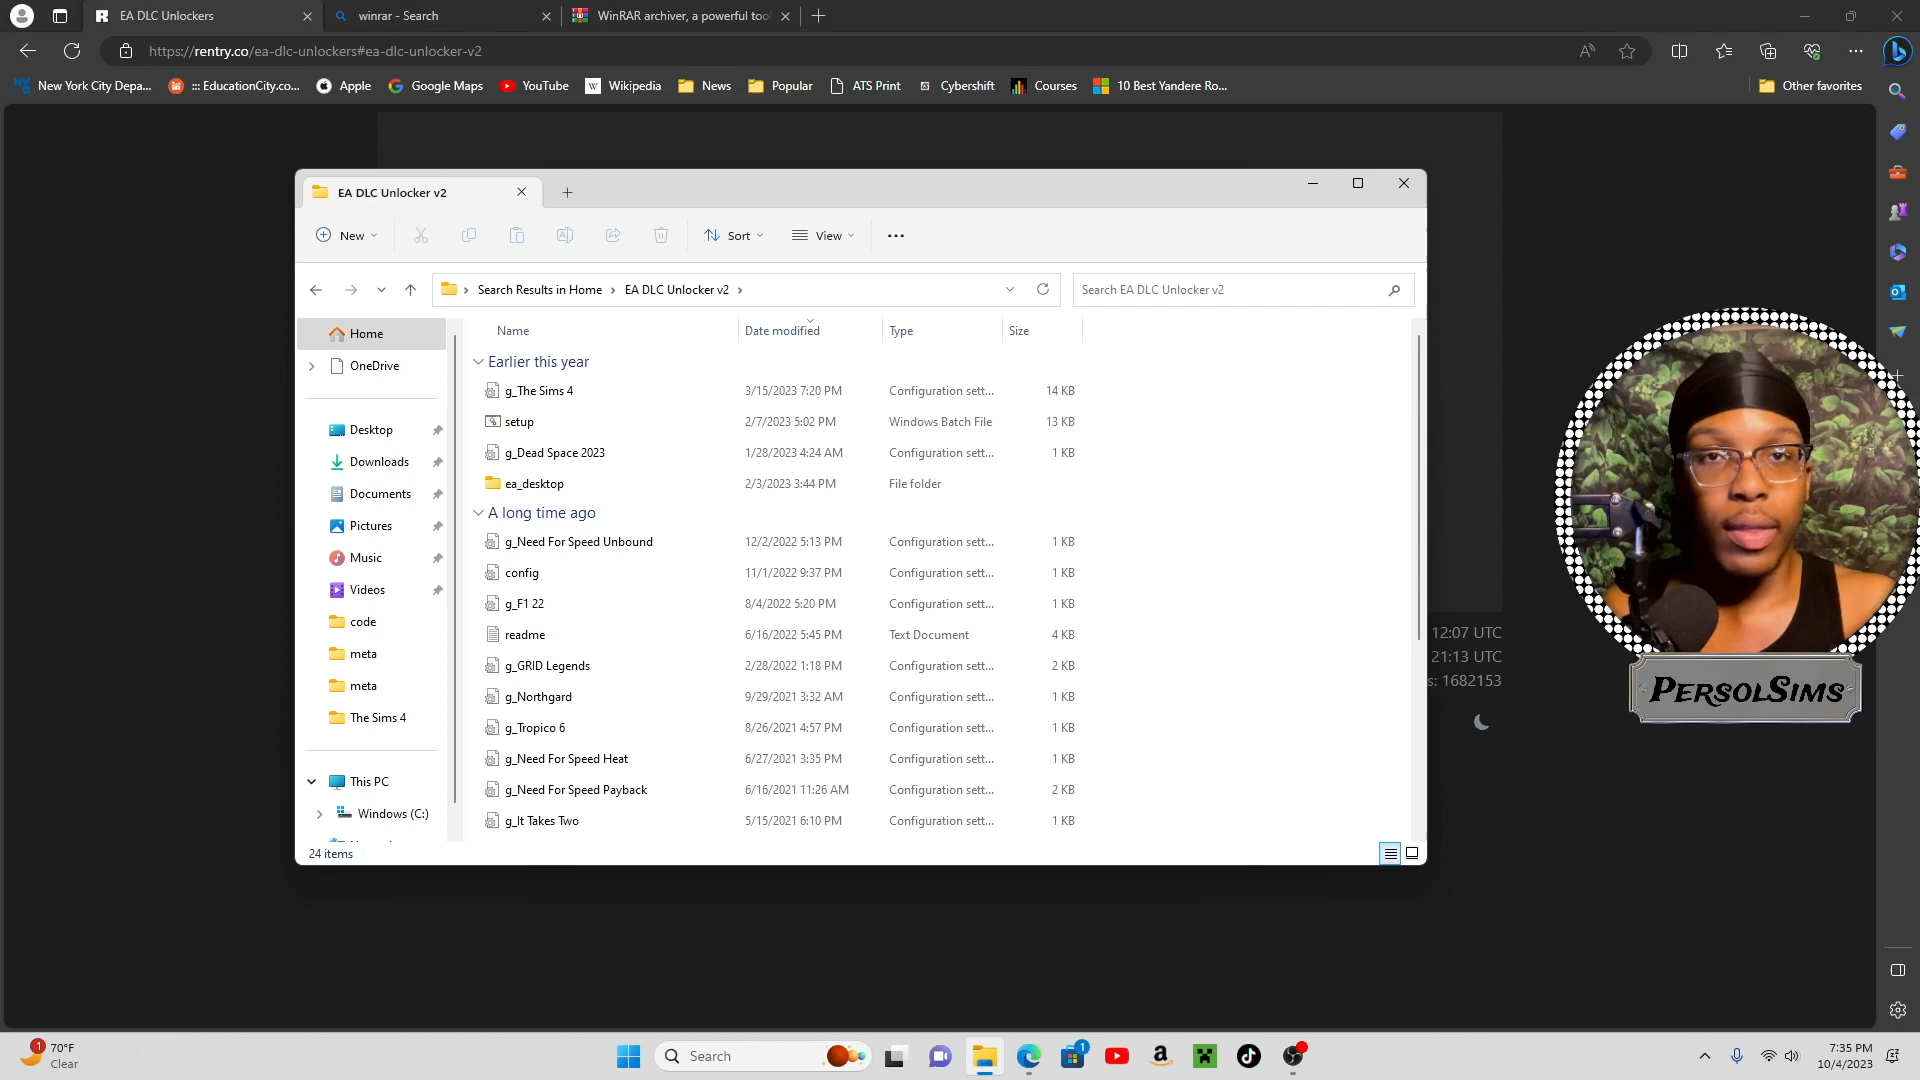 EA DLC Unlockers
winrar - Search
WinRAR archiver, a powerful tool
https://rentry.co/ea-dlc-unlockers#ea-dlc-unlocker-v2
New York City Depa...
::: EducationCity.co...
Apple
Google Maps
YouTube
Wikipedia
News
Popular
ATS Print
Cybershift
Courses
10 Best Yandere Ro...
Other favorites
EA DLC Unlocker v2
New
Sort
View
Search Results in Home > EA DLC Unlocker v2 >
Search EA DLC Unlocker v2
Home
OneDrive
Desktop
Downloads
Documents
Pictures
Music
Videos
code
meta
meta
The Sims 4
This PC
Windows (C:)
Name Date modified Type Size
Earlier this year
g_The Sims 4 3/15/2023 7:20 PM Configuration sett... 14 KB
setup 2/7/2023 5:02 PM Windows Batch File 13 KB
g_Dead Space 2023 1/28/2023 4:24 AM Configuration sett... 1 KB
ea_desktop 2/3/2023 3:44 PM File folder
A long time ago
g_Need For Speed Unbound 12/2/2022 5:13 PM Configuration sett... 1 KB
config 11/1/2022 9:37 PM Configuration sett... 1 KB
g_F1 22 8/4/2022 5:20 PM Configuration sett... 1 KB
readme 6/16/2022 5:45 PM Text Document 4 KB
g_GRID Legends 2/28/2022 1:18 PM Configuration sett... 2 KB
g_Northgard 9/29/2021 3:32 AM Configuration sett... 1 KB
g_Tropico 6 8/26/2021 4:57 PM Configuration sett... 1 KB
g_Need For Speed Heat 6/27/2021 3:35 PM Configuration sett... 1 KB
g_Need For Speed Payback 6/16/2021 11:26 AM Configuration sett... 2 KB
g_It Takes Two 5/15/2021 6:10 PM Configuration sett... 1 KB
24 items
12:07 UTC
21:13 UTC
s: 1682153
PERSOLSIMS
1
70°F
Clear
Search
1
7:35 PM
10/4/2023